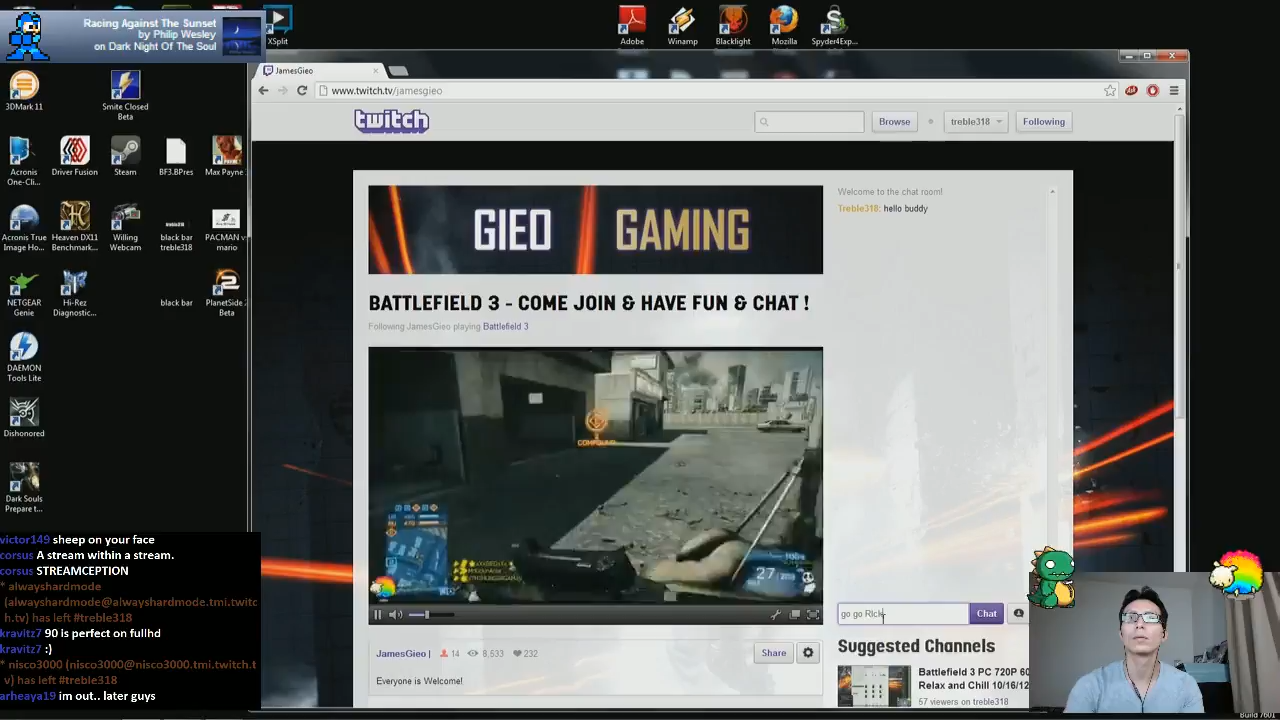 Racing Against The Sunset
by Philip Wesley
on Dark Night Of The Soul
XSplit
Adobe
Winamp
Blacklight
Mozilla
Spyder4Exp...
3DMark 11
Smite Closed
Beta
Acronis
One-Cli...
Driver Fusion
Steam
BF3.BPres
Max Payne
Acronis True
Image Ho...
Heaven DX11
Benchmark...
Willing
Webcam
treble318
black bar
treble318
PACMAN v
mario
NETGEAR
Genie
Hi-Rez
Diagnostic...
black bar
PlanetSide
Beta
DAEMON
Tools Lite
Dishonored
Dark Souls
Prepare t...
JamesGieo
www.twitch.tv/jamesgieo
twitch
Browse
treble318
Following
GIEO GAMING
BATTLEFIELD 3 - COME JOIN & HAVE FUN & CHAT !
Following JamesGieo playing Battlefield 3
27
JamesGieo |
14
8,533
232
Share
Everyone is Welcome!
Welcome to the chat room!
Treble318: hello buddy
go go RIck
Chat
Suggested Channels
Battlefield 3 PC 720P 60
Relax and Chill 10/16/12
57 viewers on treble318
victor149 sheep on your face
corsus A stream within a stream.
corsus STREAMCEPTION
* alwayshardmode
(alwayshardmode@alwayshardmode.tmi.twitc
h.tv) has left #treble318
kravitz7 90 is perfect on fullhd
kravitz7 :)
* nisco3000 (nisco3000@nisco3000.tmi.twitch.t
v) has left #treble318
arheaya19 im out.. later guys
Build 7601